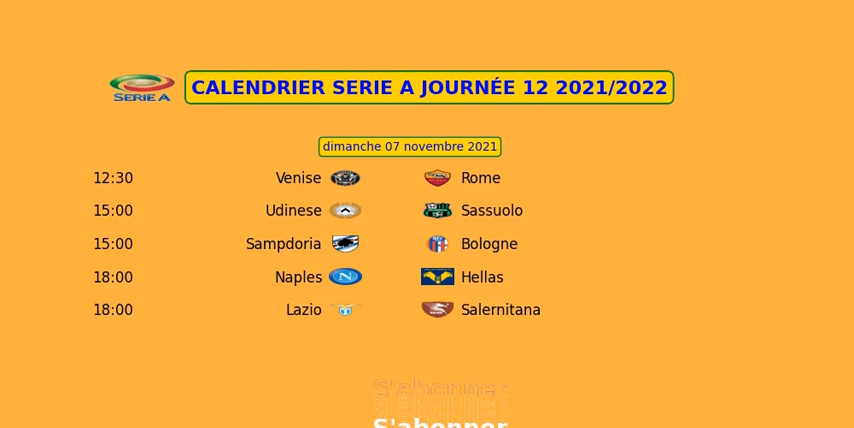 SERIE A
CALENDRIER SERIE A JOURNÉE 12 2021/2022
dimanche 07 novembre 2021
12:30 Venise Rome
15:00 Udinese Sassuolo
15:00 Sampdoria Bologne
18:00 Naples N Hellas
18:00 Lazio Salernitana
S'abonner
S'abonner